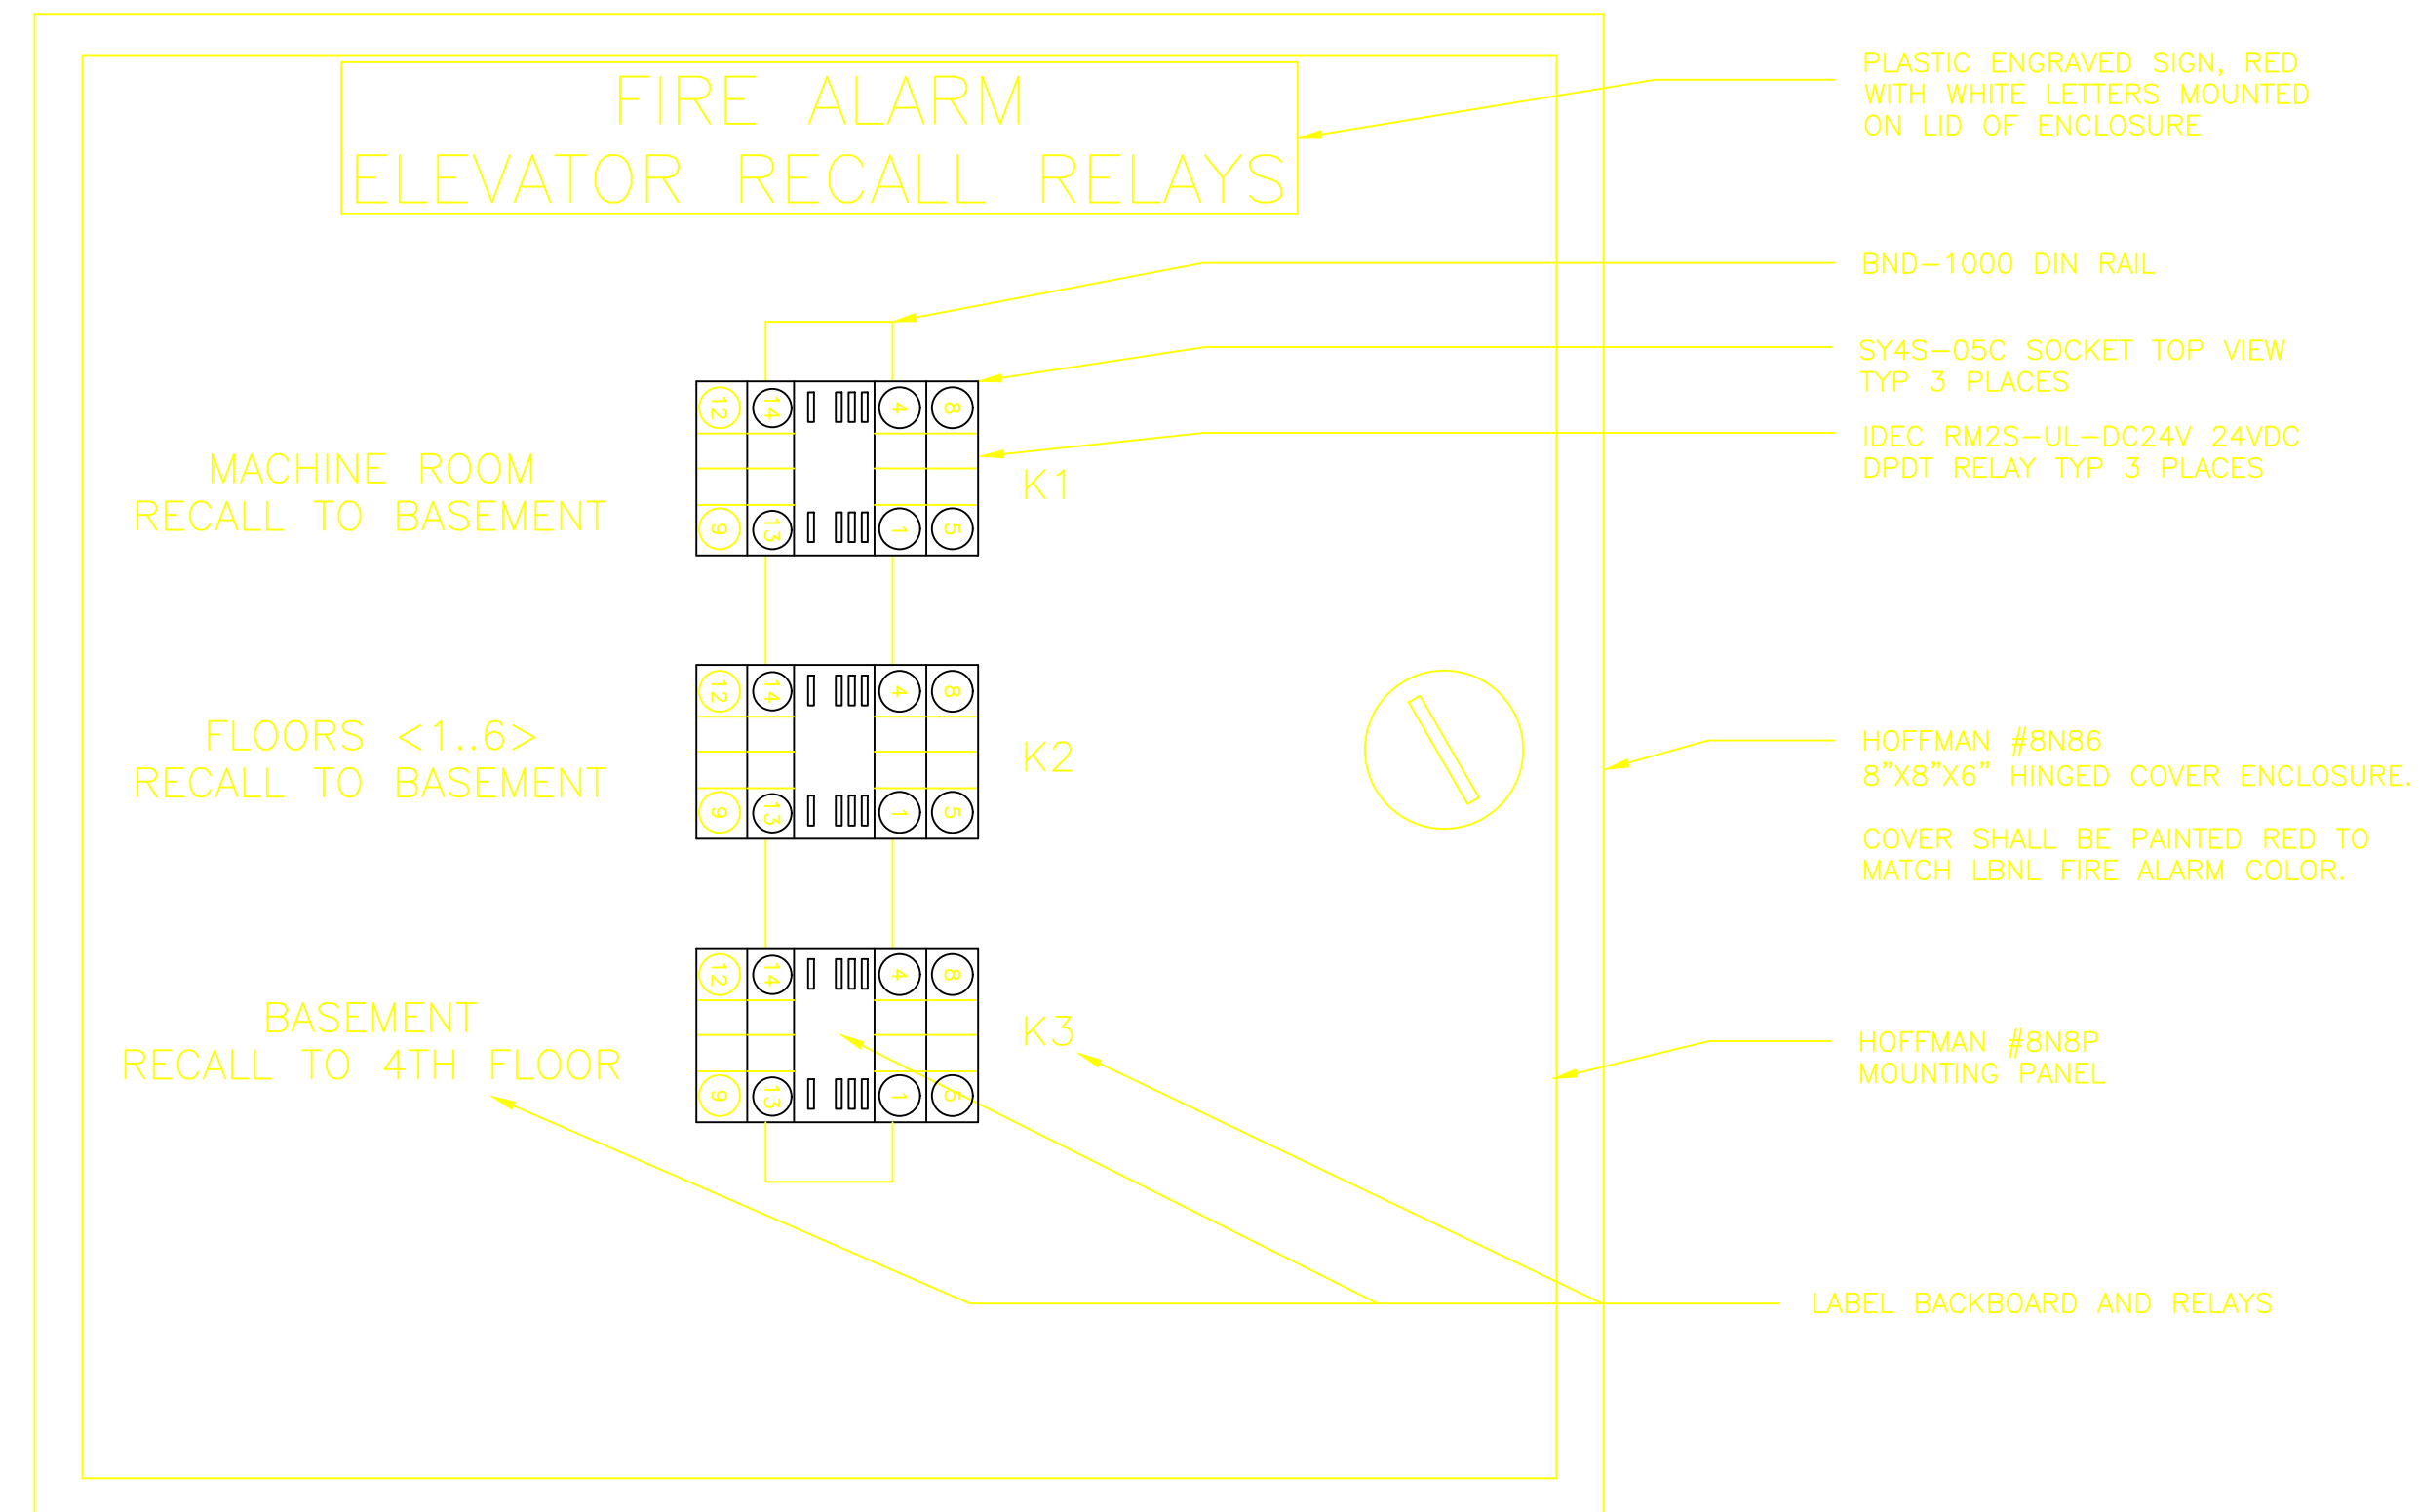 FIRE ALARM
ELEVATOR RECALL RELAYS
PLASTIC ENGRAVED SIGN, RED
WITH WHITE LETTERS MOUNTED
ON LID OF ENCLOSURE
BND-1000 DIN RAIL
SY4S-05C SOCKET TOP VIEW
TYP 3 PLACES
IDEC RM2S-UL-DC24V 24VDC
DPDT RELAY TYP 3 PLACES
12
14
4
8
MACHINE ROOM
RECALL TO BASEMENT
K1
9
13
1
5
12
14
4
8
FLOORS <1..6>
RECALL TO BASEMENT
K2
9
13
1
5
HOFFMAN #8N86
8"X8"X6" HINGED COVER ENCLOSURE.
COVER SHALL BE PAINTED RED TO
MATCH LBNL FIRE ALARM COLOR.
12
14
4
8
BASEMENT
RECALL TO 4TH FLOOR
K3
9
13
1
5
HOFFMAN #8N8P
MOUNTING PANEL
LABEL BACKBOARD AND RELAYS